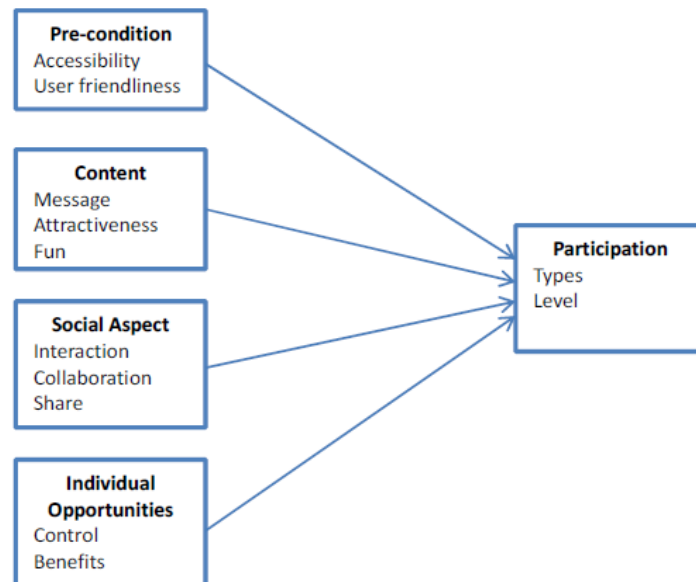 Pre-condition
Accessibility
User friendliness
Content
Message
Attractiveness
Fun
Social Aspect
Interaction
Collaboration
Share
Individual
Opportunities
Control
Benefits
Participation
Types
Level